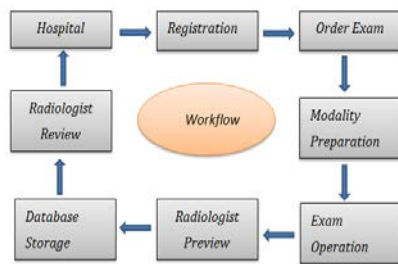 Hospital
Registration
Order Exam
Radiologist
Review
Workflow
Modality
Preparation
Database
Storage
Radiologist
Preview
Exam
Operation